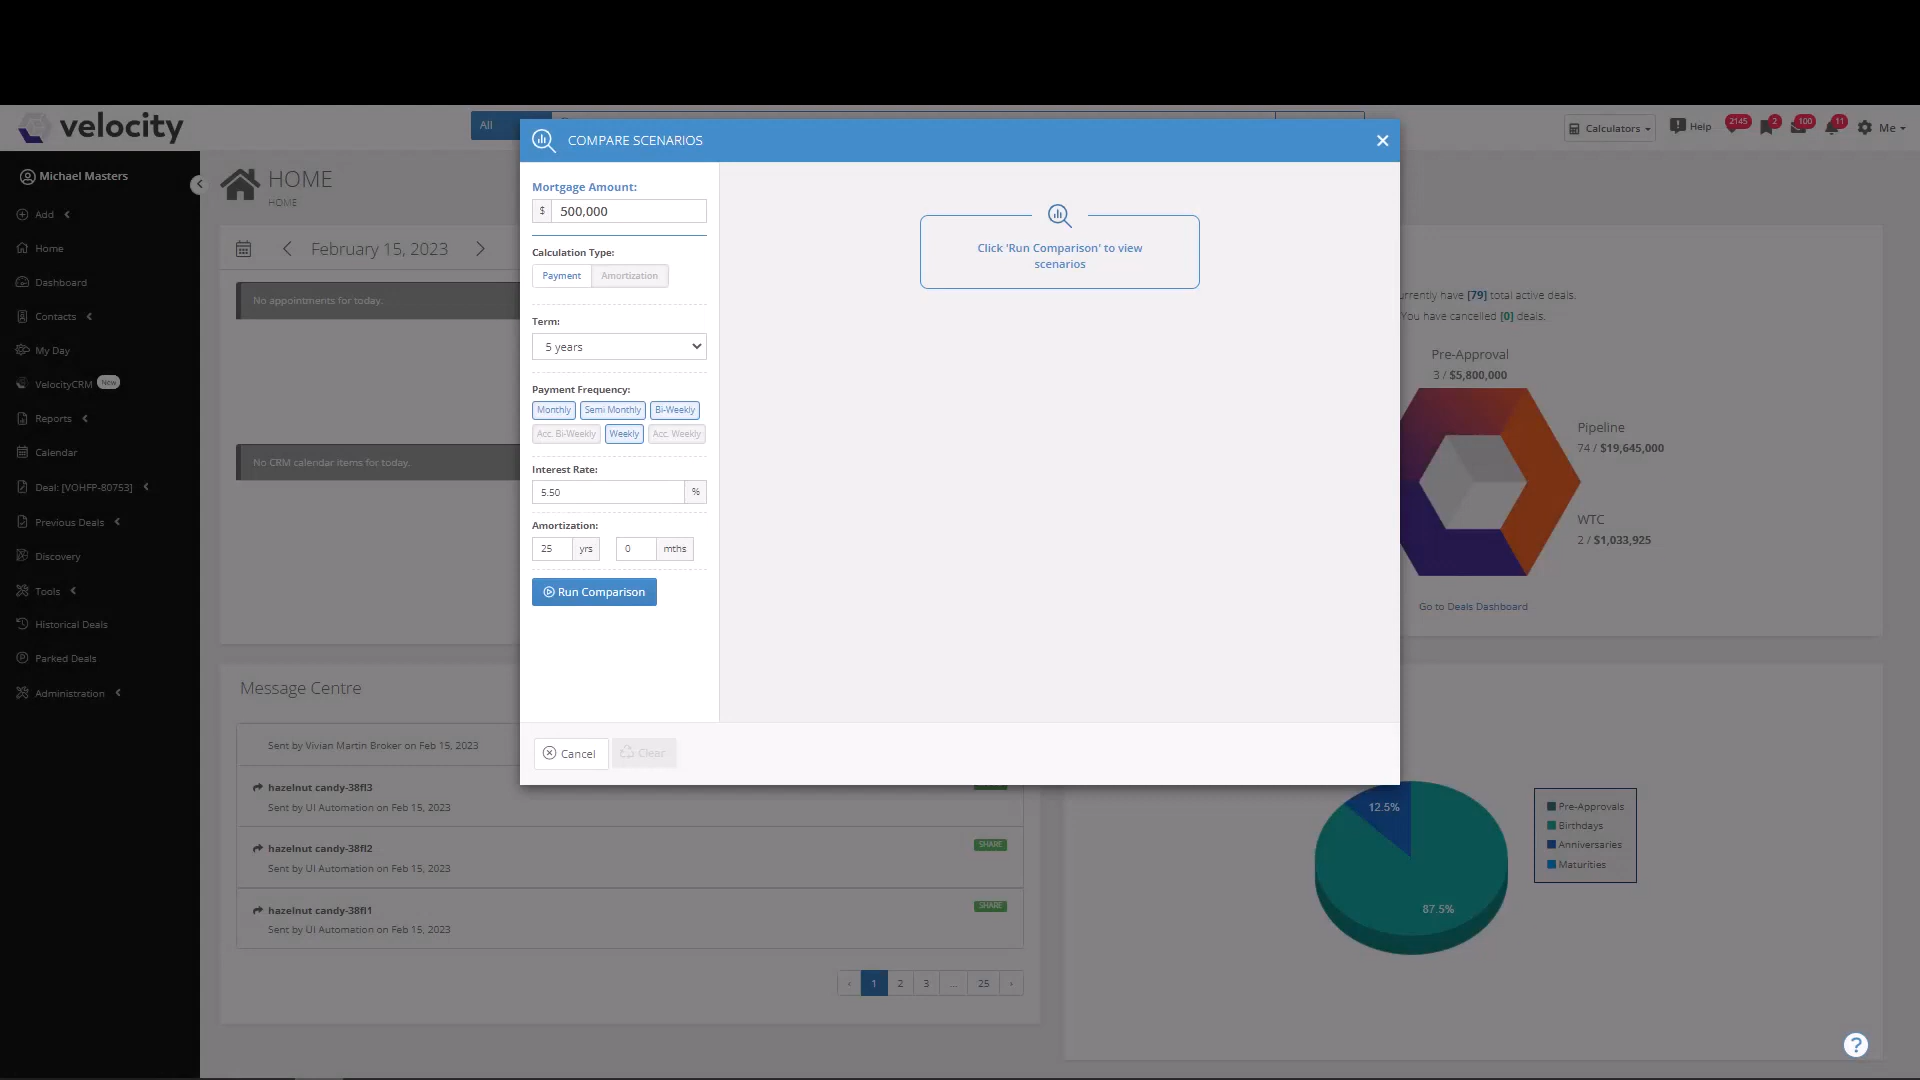 velocity
All
Calculators
Help
2145
2
100
11
Me
Michael Masters
Add
Home
Dashboard
Contacts
My Day
VelocityCRM New
Reports
Calendar
Deal: [VOHFP-80753]
Previous Deals
Discovery
Tools
Historical Deals
Parked Deals
Administration
HOME
HOME
February 15, 2023
No appointments for today.
No CRM calendar items for today.
COMPARE SCENARIOS
Mortgage Amount:
$ 500,000
Calculation Type:
Payment Amortization
Term:
5 years
Payment Frequency:
Monthly Semi Monthly Bi-Weekly
Acc. Bi-Weekly Weekly Acc. Weekly
Interest Rate:
5.50 %
Amortization:
25 yrs 0 mths
Run Comparison
Click 'Run Comparison' to view
scenarios
Cancel Clear
urrently have [79] total active deals.
You have cancelled [0] deals.
Pre-Approval
3 / $5,800,000
Pipeline
74 / $19,645,000
WTC
2 / $1,033,925
Go to Deals Dashboard
Message Centre
Sent by Vivian Martin Broker on Feb 15, 2023
hazelnut candy-38fl3
Sent by UI Automation on Feb 15, 2023
hazelnut candy-38fl2
SHARE
Sent by UI Automation on Feb 15, 2023
hazelnut candy-38fl1
SHARE
Sent by UI Automation on Feb 15, 2023
‹ 1 2 3 ... 25 ›
12.5%
87.5%
Pre-Approvals
Birthdays
Anniversaries
Maturities
?